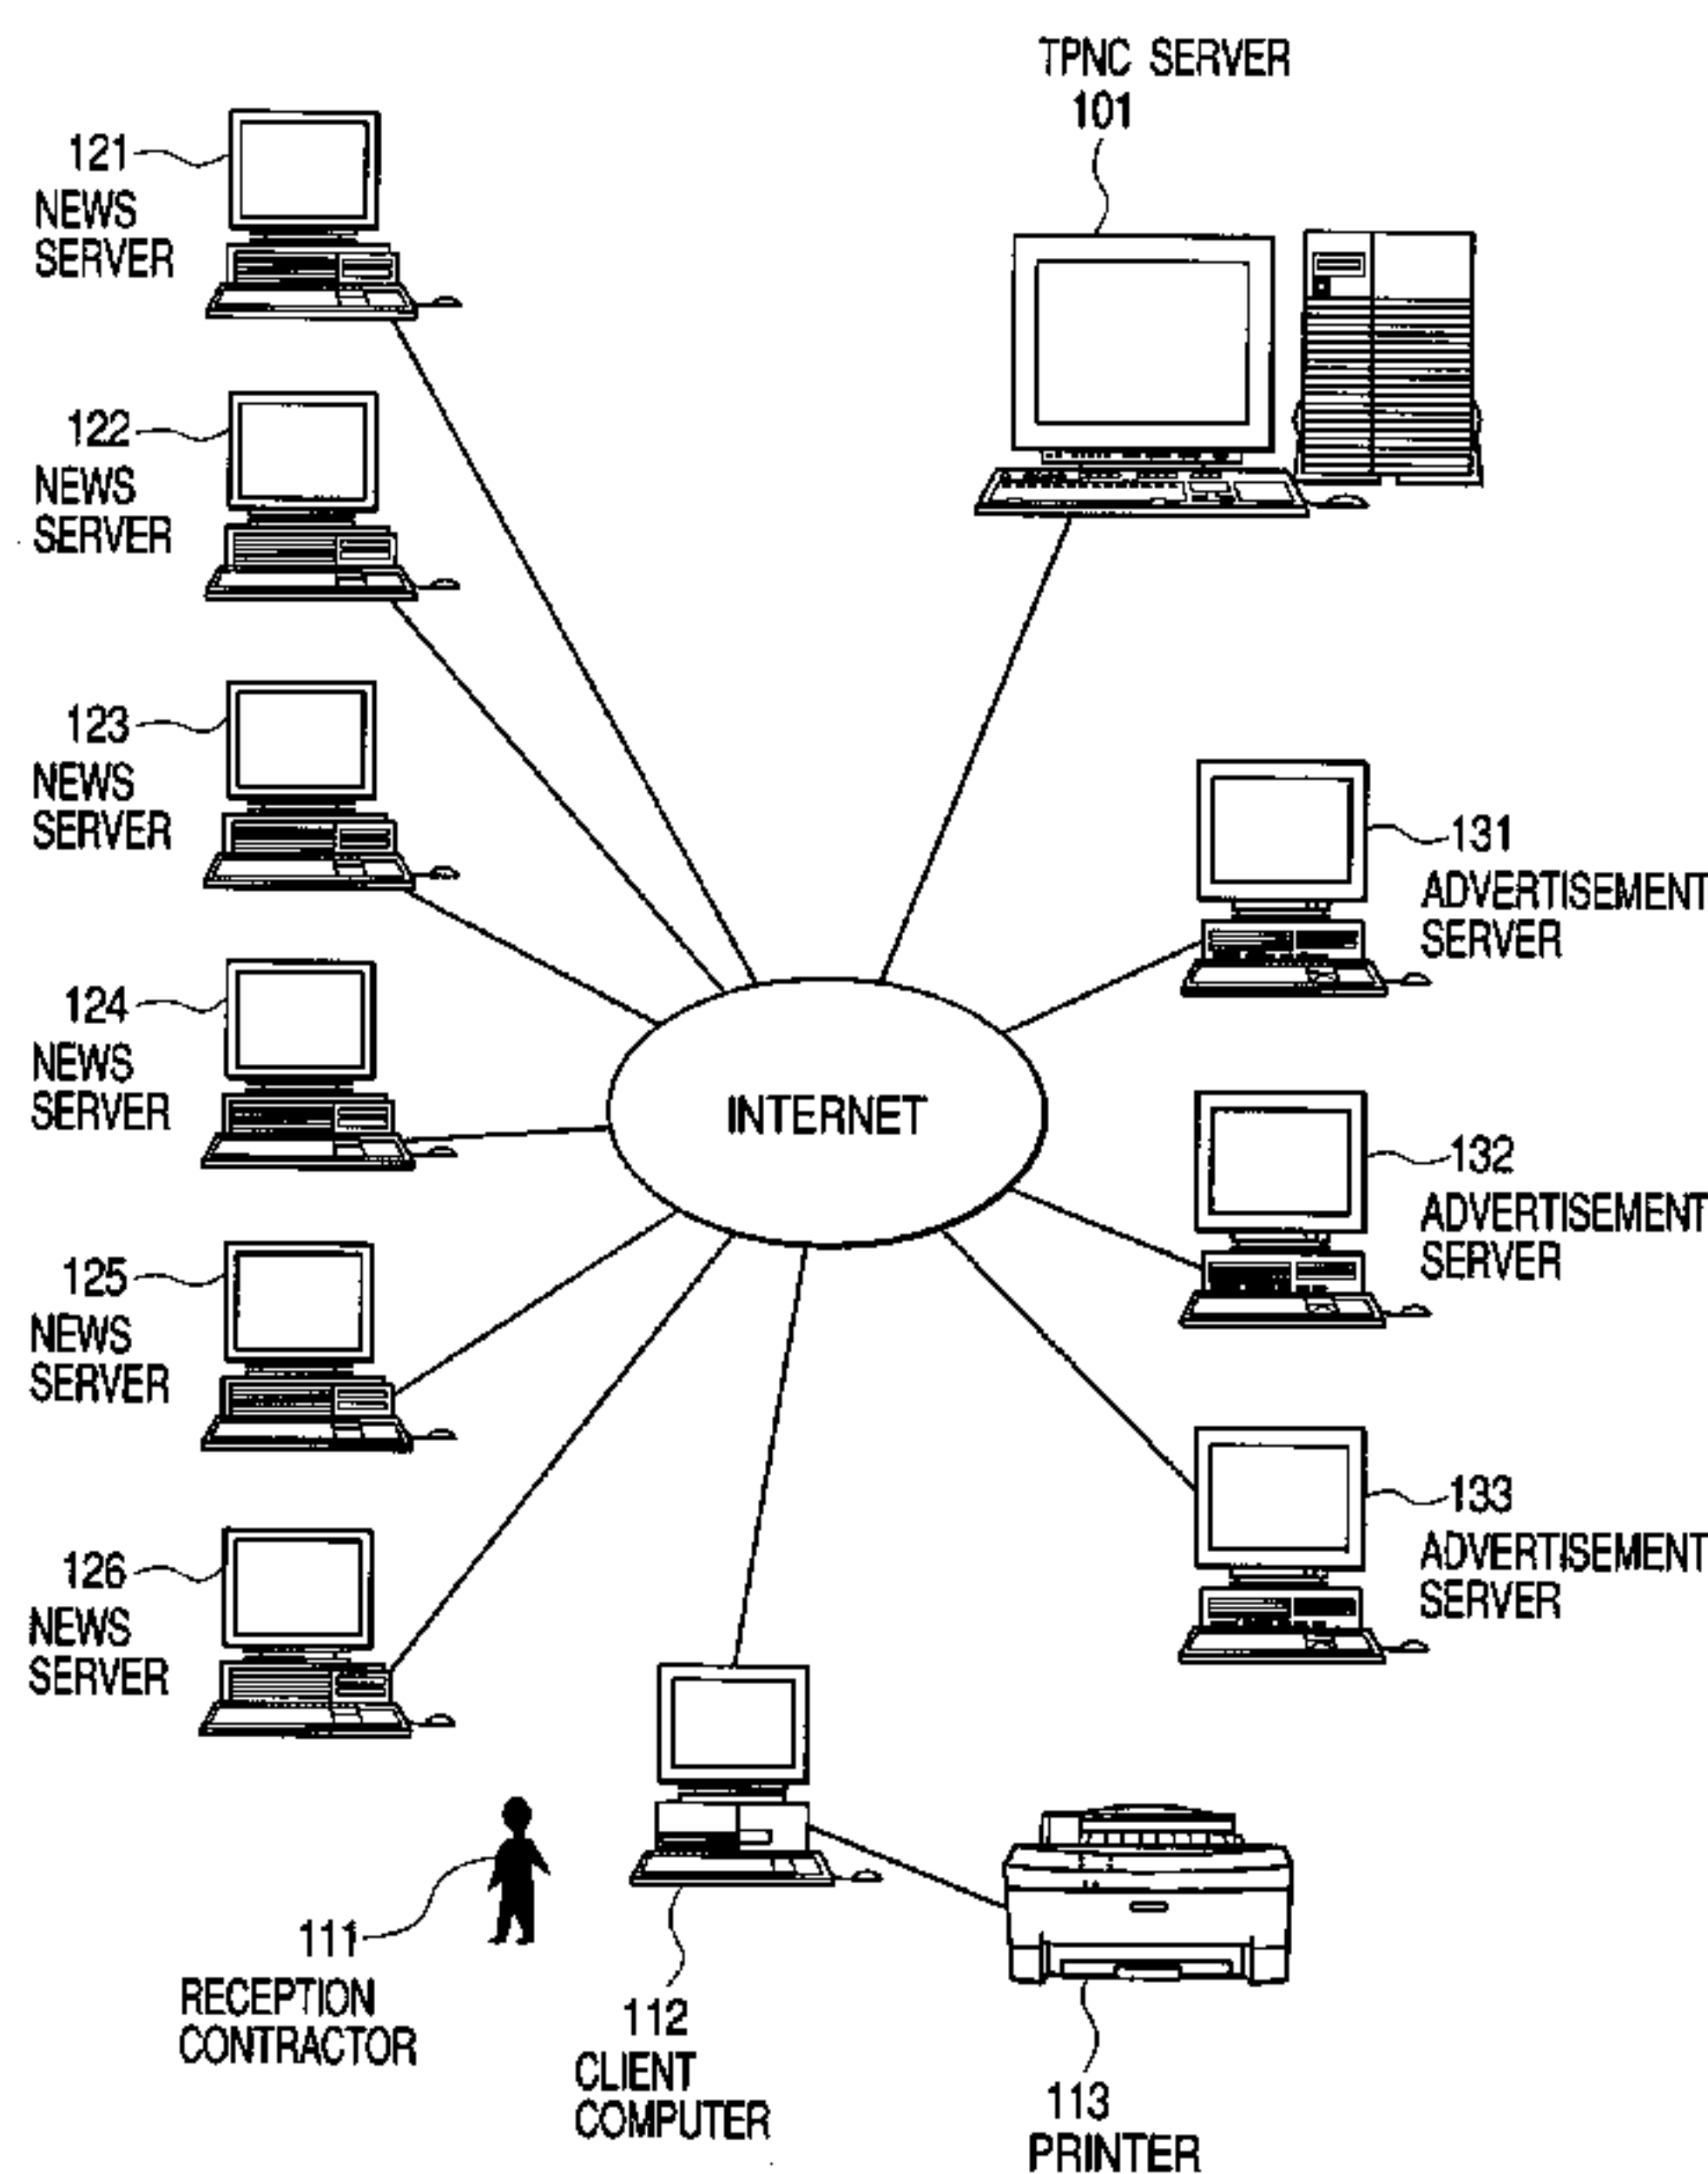 TPNC SERVER
101
121
NEWS
SERVER
122
NEWS
SERVER
123
NEWS
SERVER
131
ADVERTISEMENT
SERVER
124
NEWS
SERVER
INTERNET
132
ADVERTISEMENT
SERVER
125
NEWS
SERVER
133
ADVERTISEMENT
SERVER
126
NEWS
SERVER
111
RECEPTION
CONTRACTOR
112
CLIENT
COMPUTER
113
PRINTER